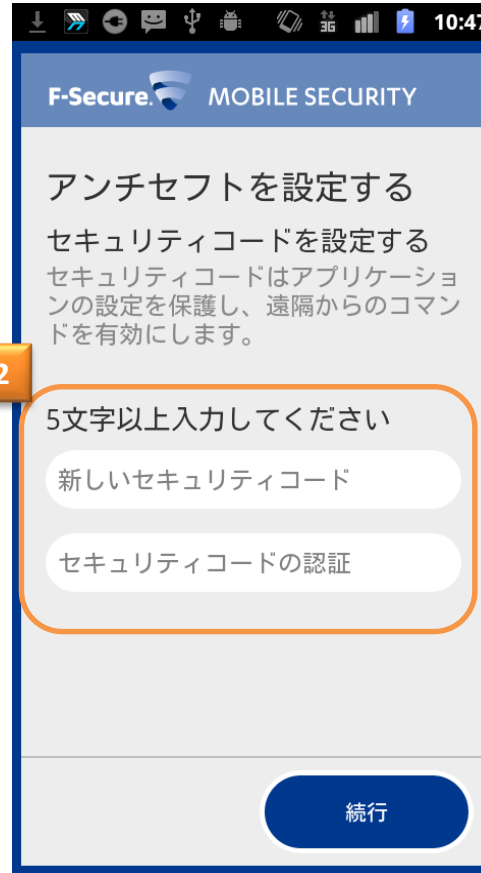 3G 10:47
F-Secure. MOBILE SECURITY
アンチセフトを設定する
セキュリティコードを設定する
セキュリティコードはアプリケーショ
ンの設定を保護し、遠隔からのコマン
ドを有効にします。
2
5文字以上入力してください
新しいセキュリティコード
セキュリティコードの認証
続行